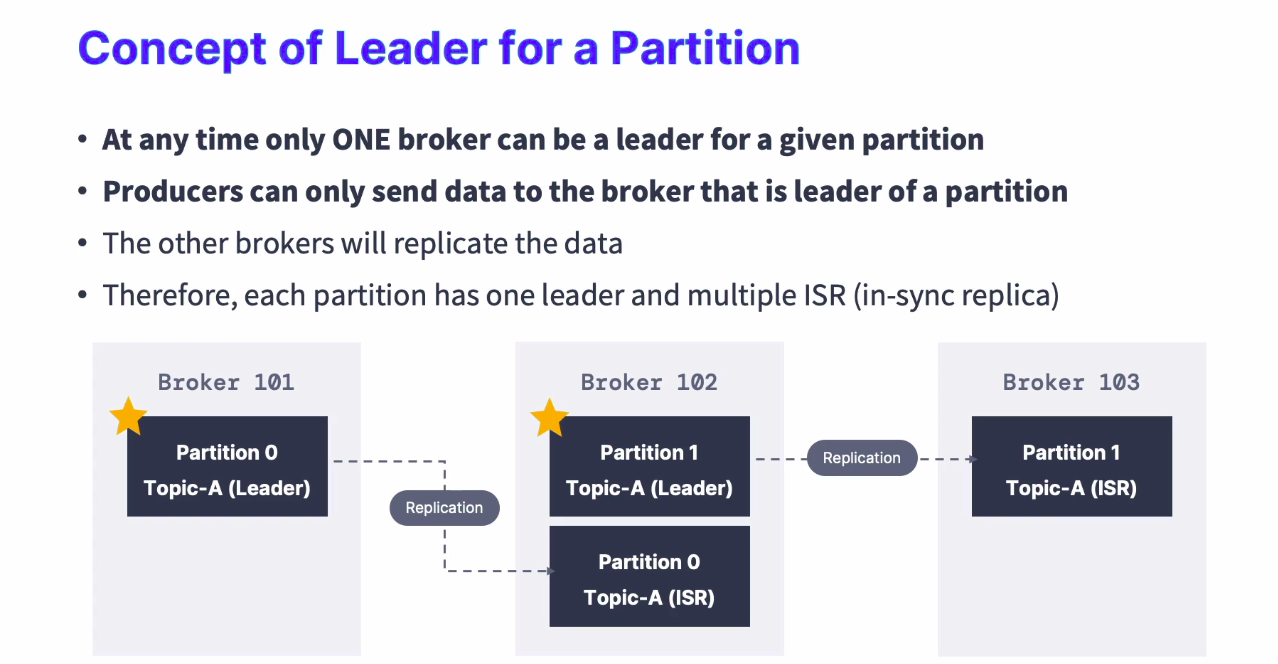 Concept of Leader for a Partition
• At any time only ONE broker can be a leader for a given partition
• Producers can only send data to the broker that is leader of a partition
• The other brokers will replicate the data
• Therefore, each partition has one leader and multiple ISR (in-sync replica)
Broker 101
Partition 0
Topic-A (Leader)
Replication
Broker 102
Partition 1
Topic-A (Leader)
Partition 0
Topic-A (ISR)
Replication
Broker 103
Partition 1
Topic-A (ISR)